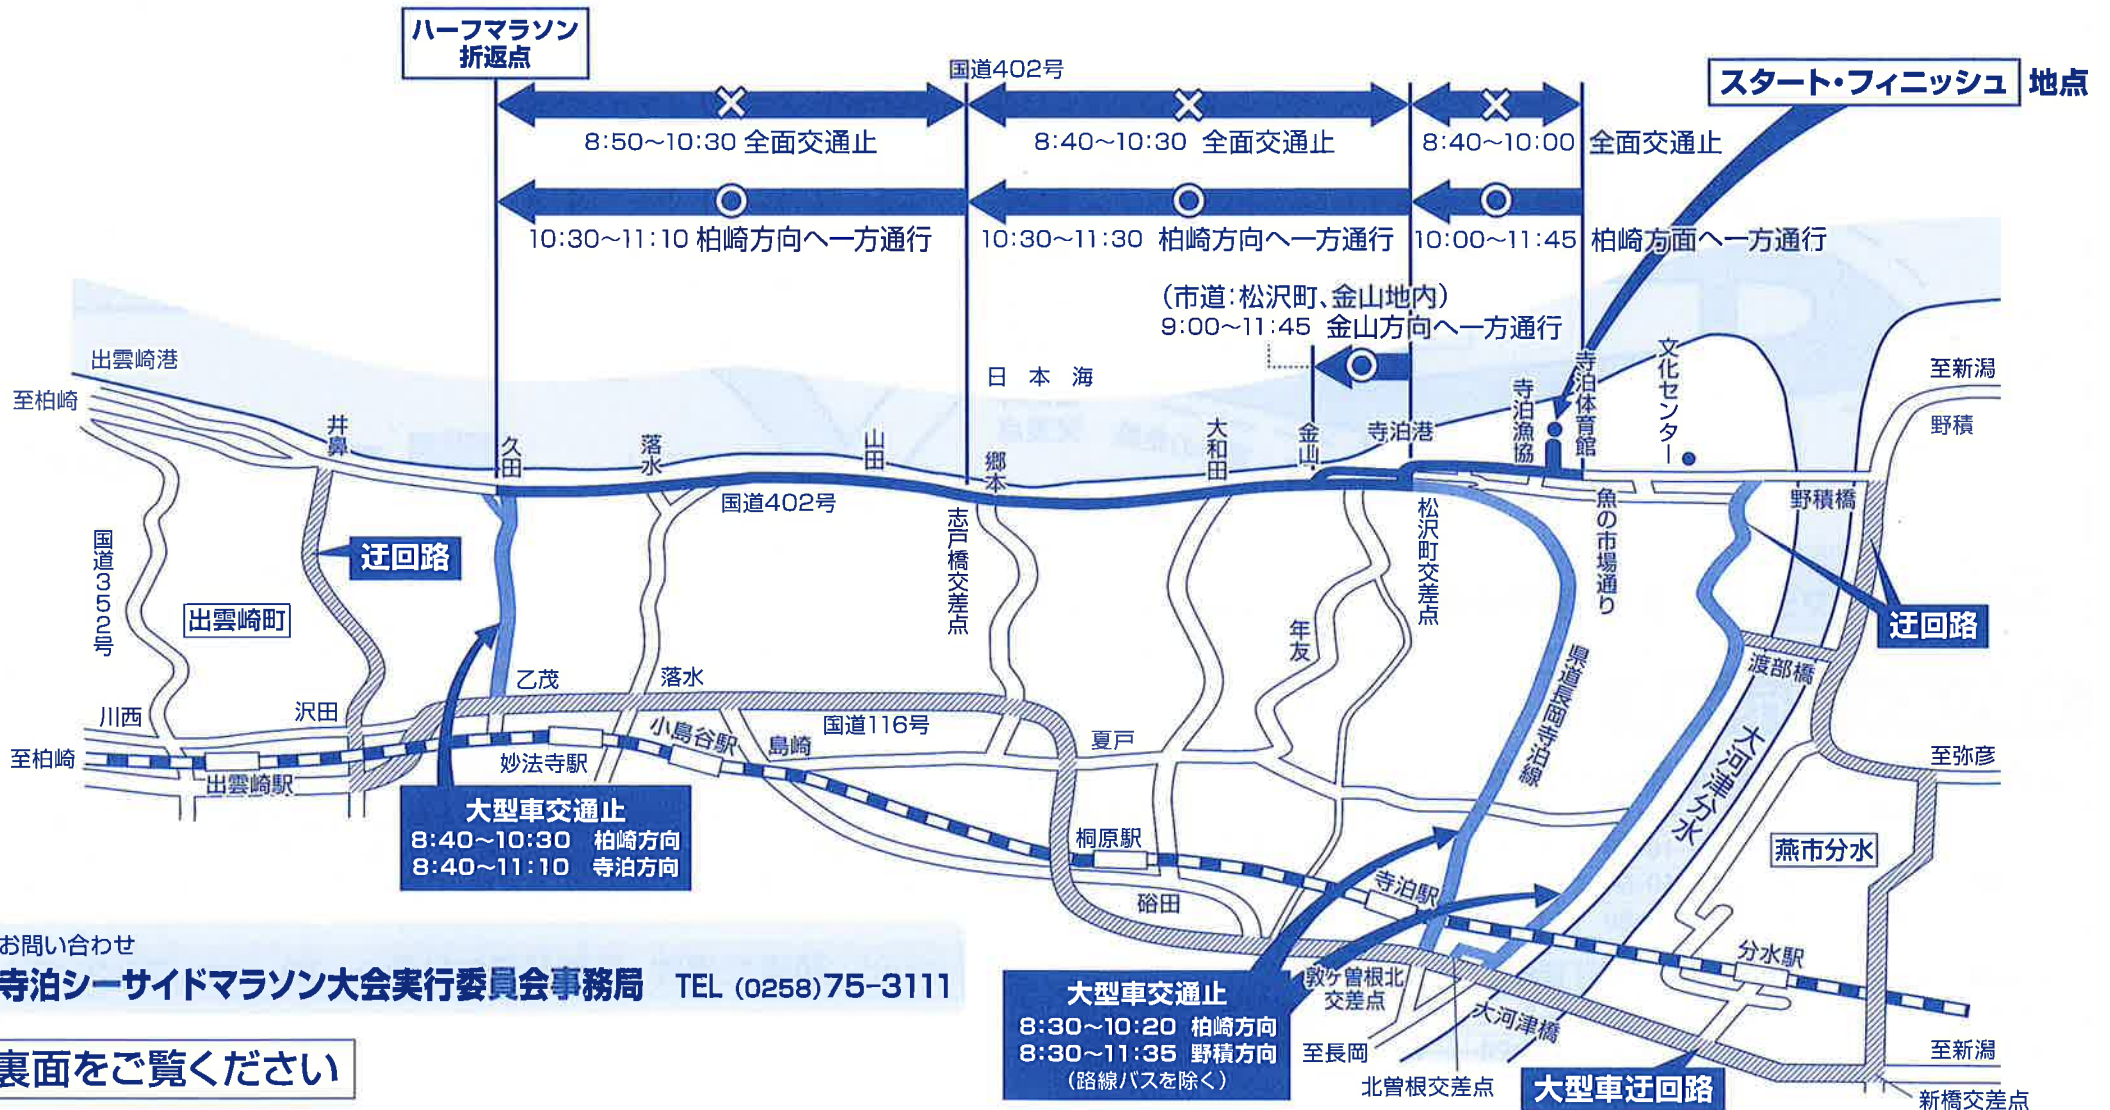 ハーフマラソン
折返点
国道402号
スタート・フィニッシュ 地点
8:50〜10:30 全面交通止
8:40〜10:30 全面交通止
8:40〜10:00 全面交通止
10:30〜11:10 柏崎方向へ一方通行
10:30〜11:30 柏崎方向へ一方通行
10:00〜11:45 柏崎方面へ一方通行
(市道:松沢町、金山地内)
9:00〜11:45 金山方向へ一方通行
出雲崎港
至柏崎
日本海
井鼻
久田
落水
山田
郷本
大和田
金山
寺泊港
寺泊漁協
寺泊体育館
文化センター
至新潟
野積
国道402号
野積橋
国道352号
迂回路
出雲崎町
志戸橋交差点
松沢町交差点
魚の市場通り
年友
県道長岡寺泊線
迂回路
渡部橋
大河津分水
川西
沢田
乙茂
落水
国道116号
小島谷駅
島崎
夏戸
至柏崎
出雲崎駅
妙法寺駅
至弥彦
大型車交通止
8:40〜10:30 柏崎方向
8:40〜11:10 寺泊方向
桐原駅
燕市分水
寺泊駅
硲田
分水駅
お問い合わせ
寺泊シーサイドマラソン大会実行委員会事務局 TEL (0258)75-3111
大型車交通止
8:30〜10:20 柏崎方向
8:30〜11:35 野積方向
(路線バスを除く)
敦ヶ曽根北
交差点
大河津橋
至長岡
北曽根交差点
大型車迂回路
至新潟
新橋交差点
裏面をご覧ください